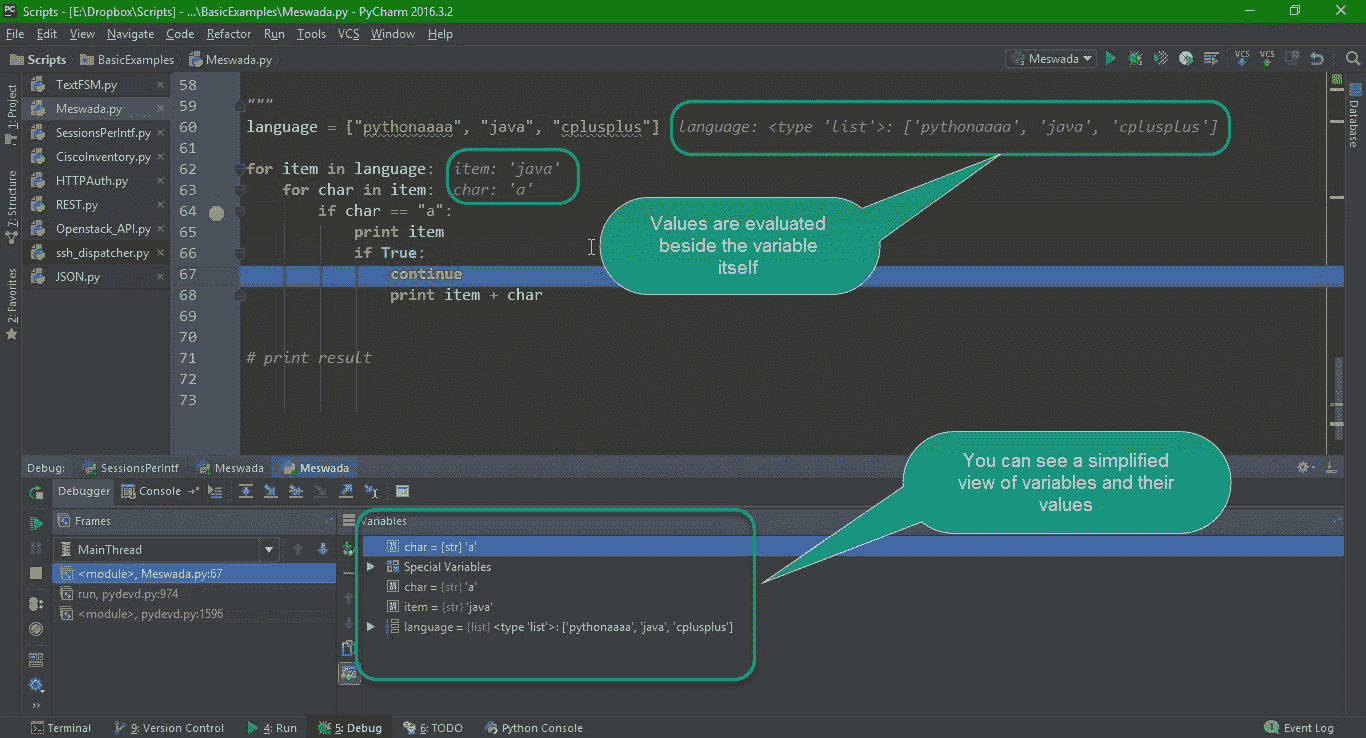 PC Scripts - [E:\Dropbox\Scripts] - ...\BasicExamples\Meswada.py - PyCharm 2016.3.2
File Edit View Navigate Code Refactor Run Tools VCS Window Help
Scripts BasicExamples Meswada.py Meswada VCS VCS
1: Project
7: Structure
2: Favorites
TextFSM.py
Meswada.py
SessionsPerIntf.py
CiscoInventory.py
HTTPAuth.py
REST.py
Openstack_API.py
ssh_dispatcher.py
JSON.py
58
59 """
60 language = ["pythonaaaa", "java", "cplusplus"] language: <type 'list'>: ['pythonaaaa', 'java', 'cplusplus']
61
62 for item in language: item: 'java'
63 for char in item: char: 'a'
64 if char == "a":
65 print item
66 if True:
67 continue
68 print item + char
69
70
71 # print result
72
73
Values are evaluated
beside the variable
itself
Database
You can see a simplified
view of variables and their
values
Debug: SessionsPerIntf Meswada Meswada
Debugger Console
Frames
MainThread
<module>, Meswada.py:67
run, pydevd.py:974
<module>, pydevd.py:1596
Variables
char = {str} 'a'
Special Variables
char = {str} 'a'
item = {str} 'java'
language = {list} <type 'list'>: ['pythonaaaa', 'java', 'cplusplus']
Terminal 9: Version Control 4: Run 5: Debug 6: TODO Python Console 1 Event Log